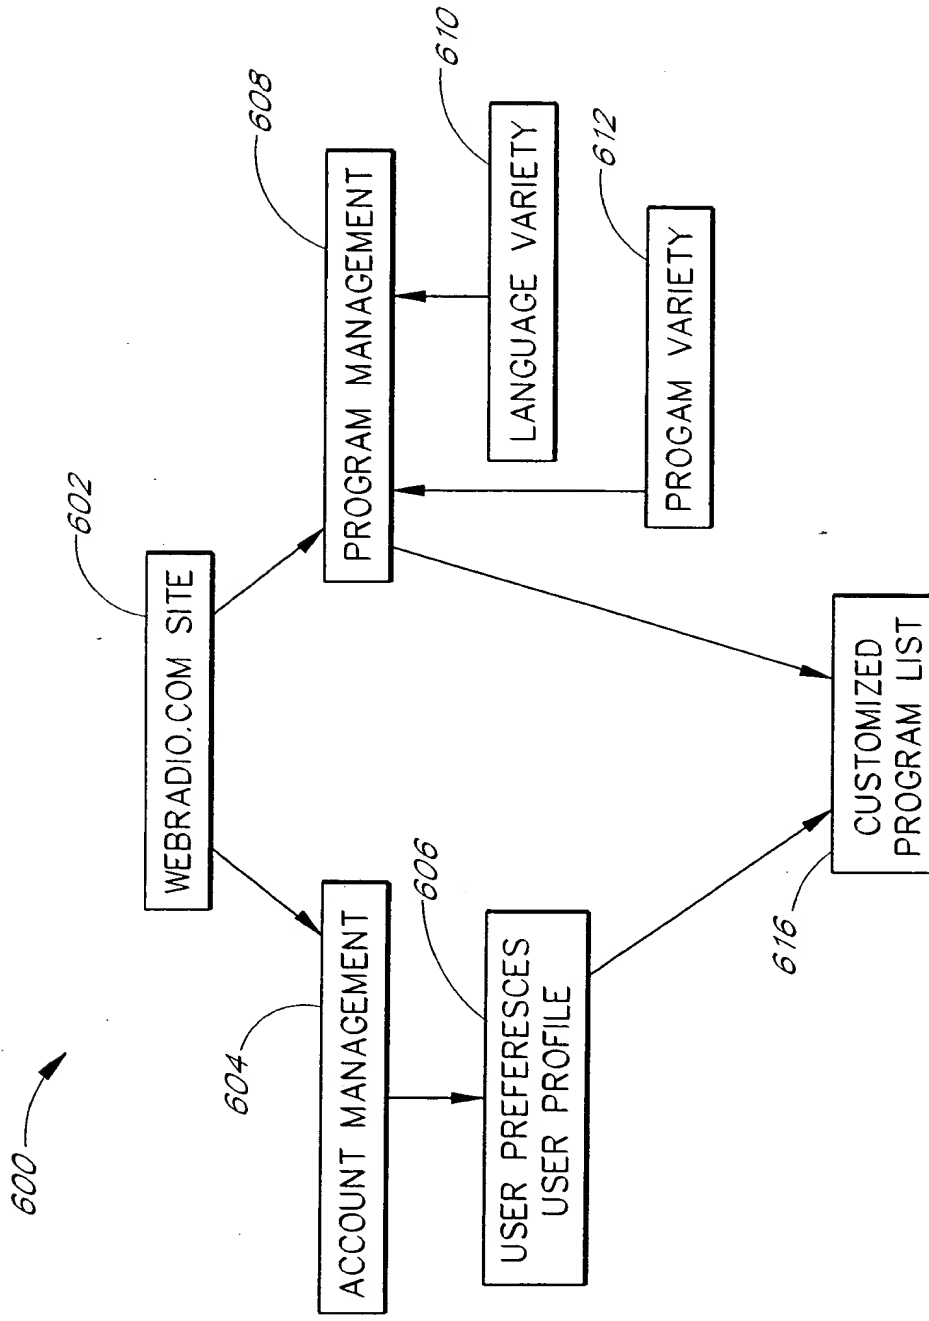 600
602
WEBRADIO.COM SITE
604
ACCOUNT MANAGEMENT
608
PROGRAM MANAGEMENT
606
USER PREFERESCES
USER PROFILE
610
LANGUAGE VARIETY
612
PROGAM VARIETY
616
CUSTOMIZED
PROGRAM LIST